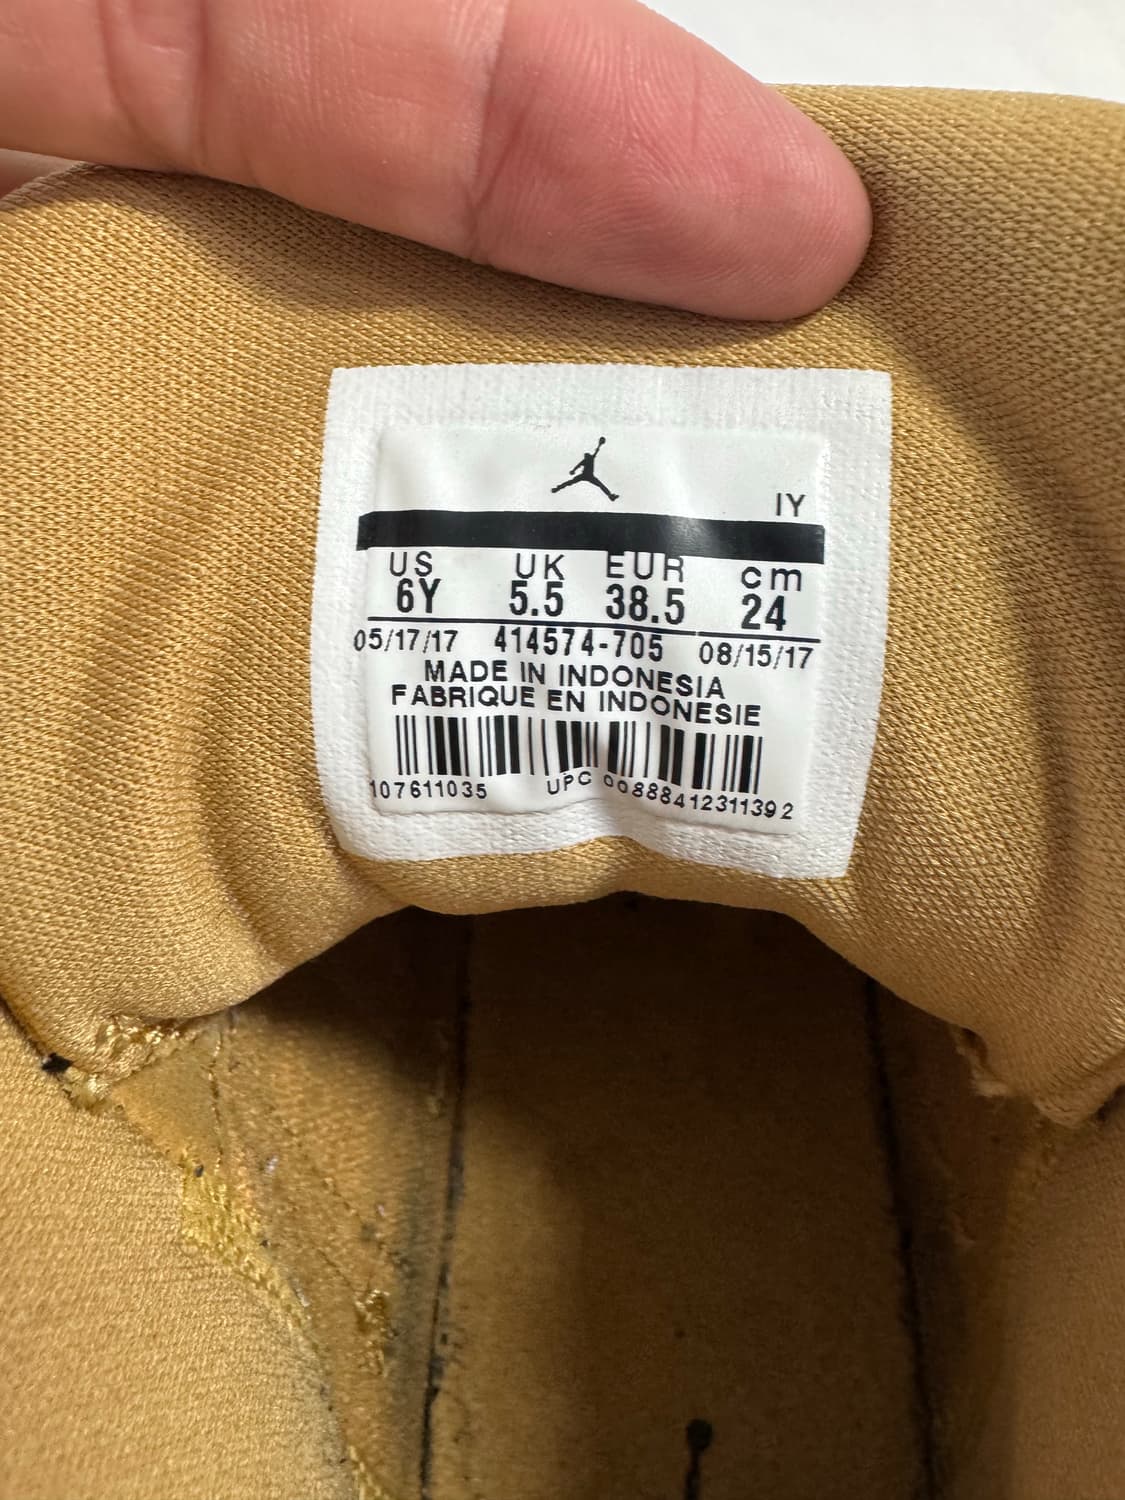 IY
US UK EUR cm
6Y 5.5 38.5 24
05/17/17 414574-705 08/15/17
MADE IN INDONESIA
FABRIQUE EN INDONESIE
107611035 UPC 00888412311392